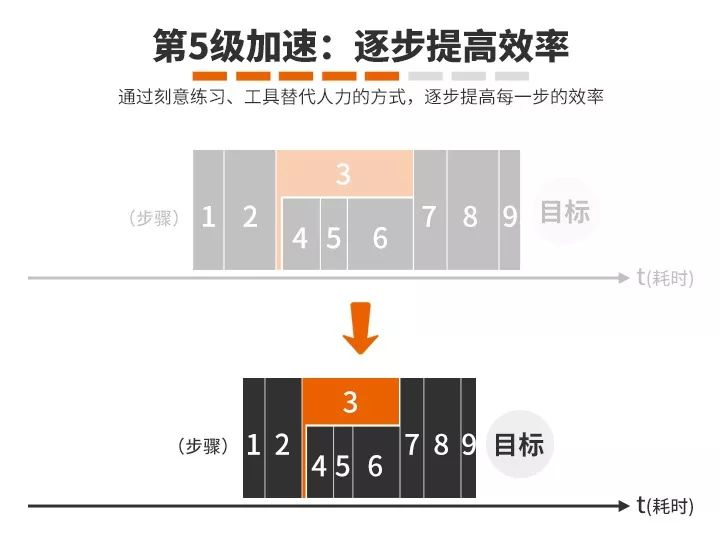 第5级加速：逐步提高效率
通过刻意练习、工具替代人力的方式，逐步提高每一步的效率
3
（步骤） 1 2 4 5 6 7 8 9 目标
t(耗时)
3
（步骤） 1 2 4 5 6 7 8 9 目标
t(耗时)